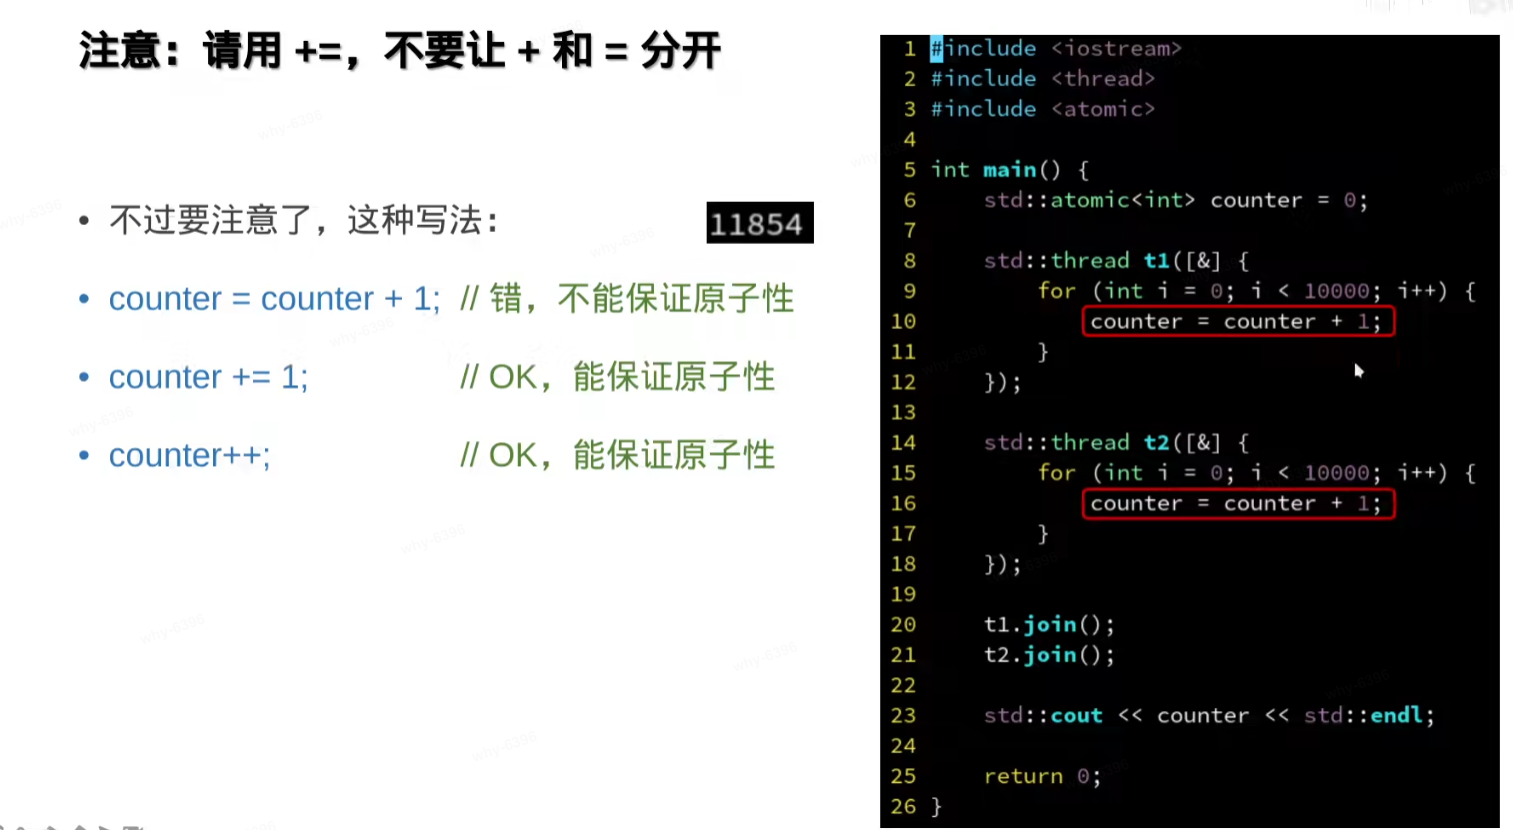 注意：请用 +=，不要让 + 和 = 分开
• 不过要注意了，这种写法：
11854
• counter = counter + 1; // 错，不能保证原子性
• counter += 1; // OK，能保证原子性
• counter++; // OK，能保证原子性
1 #include <iostream>
2 #include <thread>
3 #include <atomic>
4
5 int main() {
6     std::atomic<int> counter = 0;
7
8     std::thread t1([&] {
9         for (int i = 0; i < 10000; i++) {
10             counter = counter + 1;
11         }
12     });
13
14     std::thread t2([&] {
15         for (int i = 0; i < 10000; i++) {
16             counter = counter + 1;
17         }
18     });
19
20     t1.join();
21     t2.join();
22
23     std::cout << counter << std::endl;
24
25     return 0;
26 }
why-6396